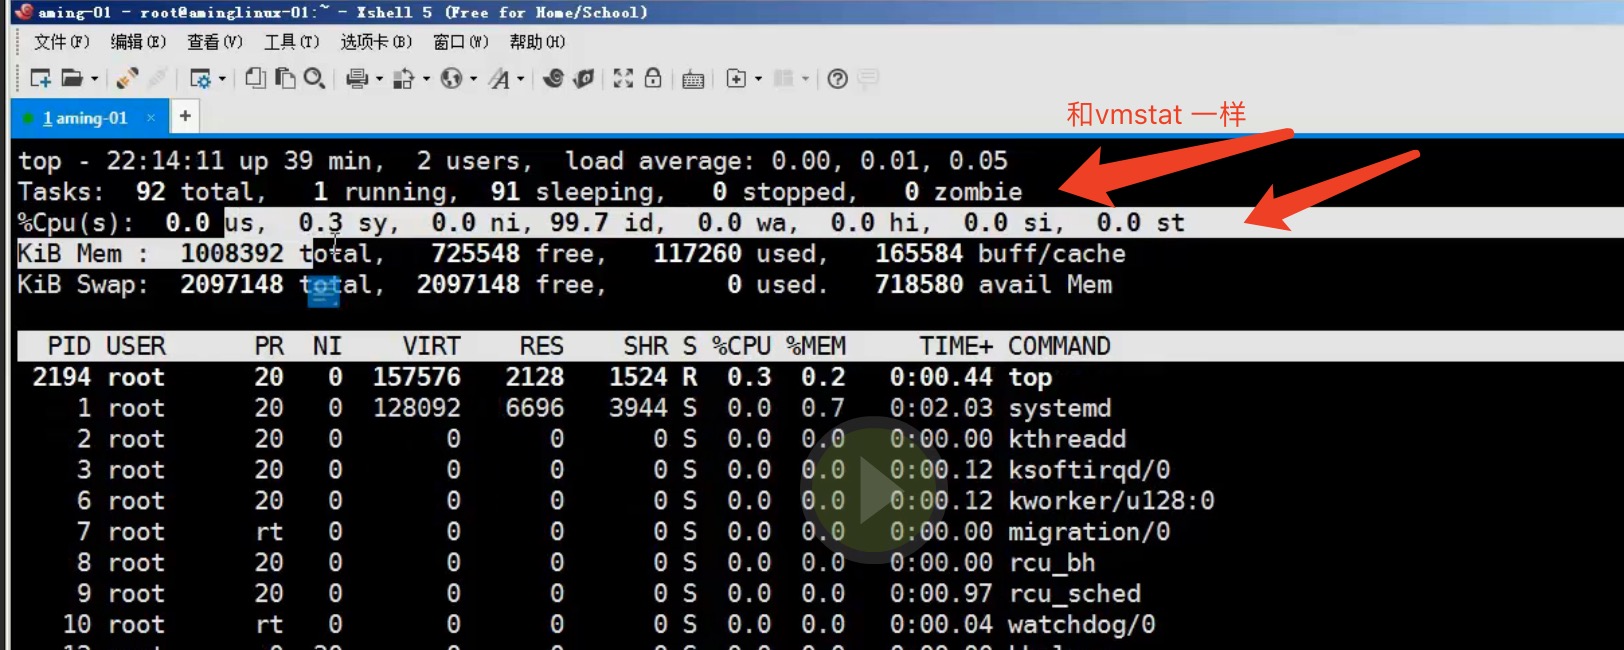 aming-01 - root@aminglinux-01:~ - Xshell 5 (Free for Home/School)
文件(F) 编辑(E) 查看(V) 工具(T) 选项卡(B) 窗口(W) 帮助(H)
1 aming-01 × +
和vmstat 一样
top - 22:14:11 up 39 min,  2 users,  load average: 0.00, 0.01, 0.05
Tasks:  92 total,   1 running,  91 sleeping,   0 stopped,   0 zombie
%Cpu(s):  0.0 us,  0.3 sy,  0.0 ni, 99.7 id,  0.0 wa,  0.0 hi,  0.0 si,  0.0 st
KiB Mem :  1008392 total,   725548 free,   117260 used,   165584 buff/cache
KiB Swap:  2097148 total,  2097148 free,        0 used.   718580 avail Mem
PID USER      PR  NI    VIRT    RES    SHR S %CPU %MEM     TIME+ COMMAND
2194 root      20   0  157576   2128   1524 R  0.3  0.2   0:00.44 top
1 root      20   0  128092   6696   3944 S  0.0  0.7   0:02.03 systemd
2 root      20   0       0      0      0 S  0.0  0.0   0:00.00 kthreadd
3 root      20   0       0      0      0 S  0.0  0.0   0:00.12 ksoftirqd/0
6 root      20   0       0      0      0 S  0.0  0.0   0:00.12 kworker/u128:0
7 root      rt   0       0      0      0 S  0.0  0.0   0:00.00 migration/0
8 root      20   0       0      0      0 S  0.0  0.0   0:00.00 rcu_bh
9 root      20   0       0      0      0 S  0.0  0.0   0:00.97 rcu_sched
10 root      rt   0       0      0      0 S  0.0  0.0   0:00.04 watchdog/0